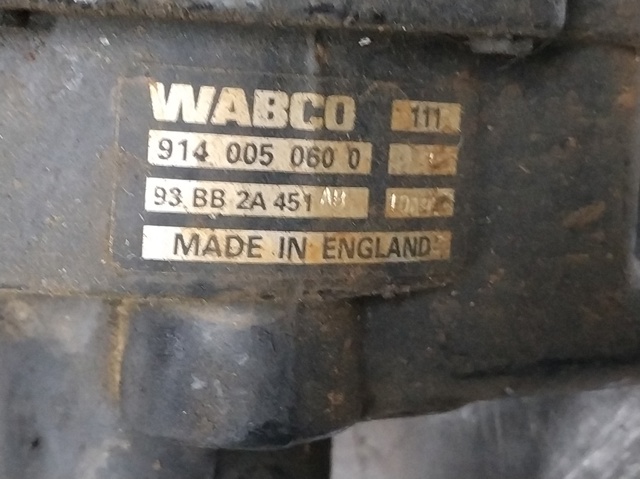 WABCO 111
914 005 060 0
93 BB 2A 451
MADE IN ENGLAND